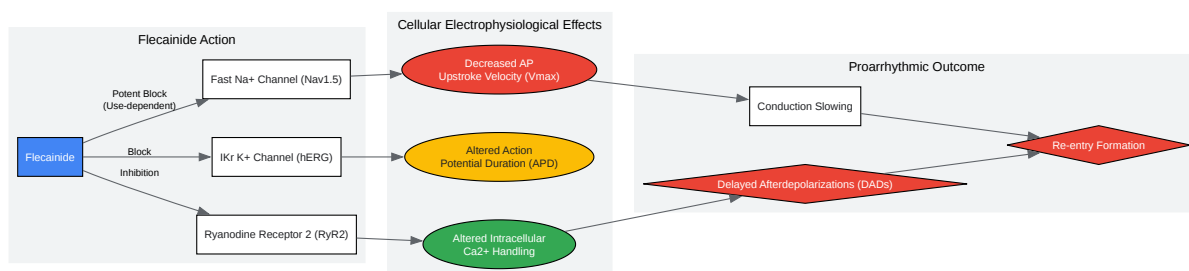 Flecainide Action
Flecainide
Potent Block
(Use-dependent)
Block
Inhibition
Fast Na+ Channel (Nav1.5)
IKr K+ Channel (hERG)
Ryanodine Receptor 2 (RyR2)
Cellular Electrophysiological Effects
Decreased AP
Upstroke Velocity (Vmax)
Altered Action
Potential Duration (APD)
Altered Intracellular
Ca2+ Handling
Proarrhythmic Outcome
Conduction Slowing
Delayed Afterdepolarizations (DADs)
Re-entry Formation